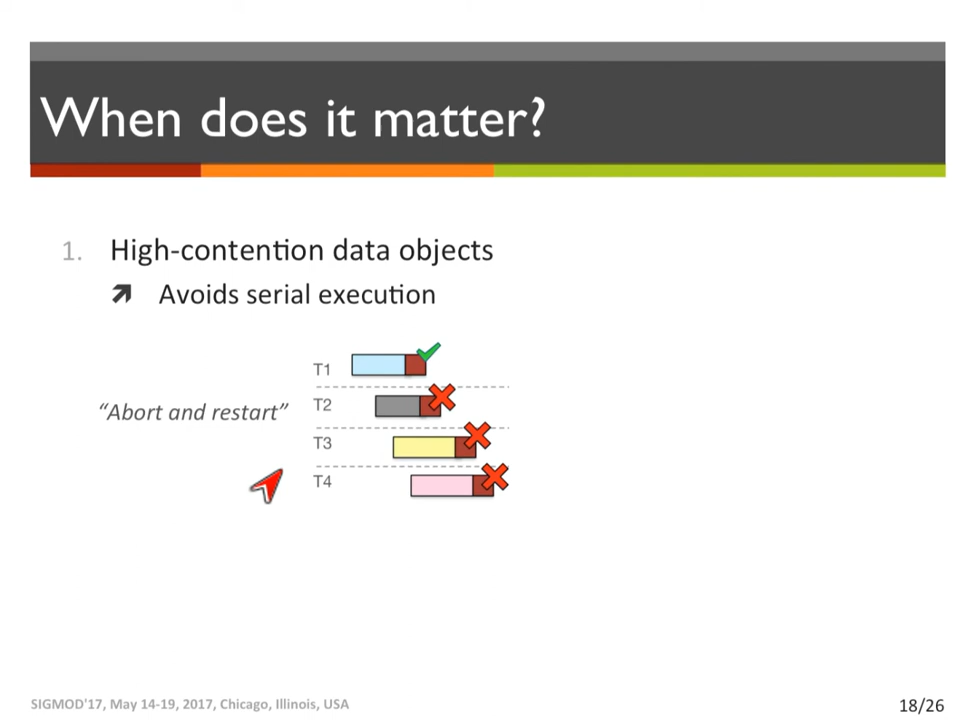 When does it matter?
1. High-contention data objects
Avoids serial execution
T1
“Abort and restart”
T2
T3
T4
SIGMOD'17, May 14-19, 2017, Chicago, Illinois, USA
18/26